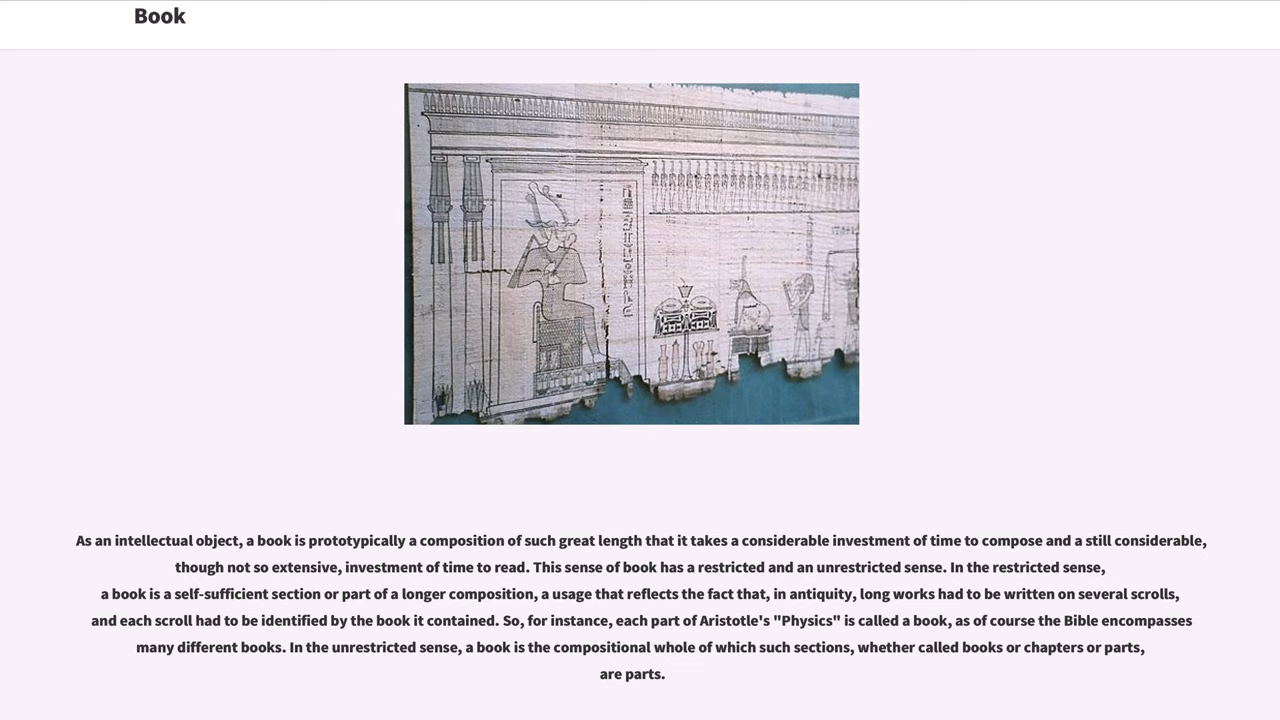 Book
As an intellectual object, a book is prototypically a composition of such great length that it takes a considerable investment of time to compose and a still considerable,
though not so extensive, investment of time to read. This sense of book has a restricted and an unrestricted sense. In the restricted sense,
a book is a self-sufficient section or part of a longer composition, a usage that reflects the fact that, in antiquity, long works had to be written on several scrolls,
and each scroll had to be identified by the book it contained. So, for instance, each part of Aristotle's "Physics" is called a book, as of course the Bible encompasses
many different books. In the unrestricted sense, a book is the compositional whole of which such sections, whether called books or chapters or parts,
are parts.